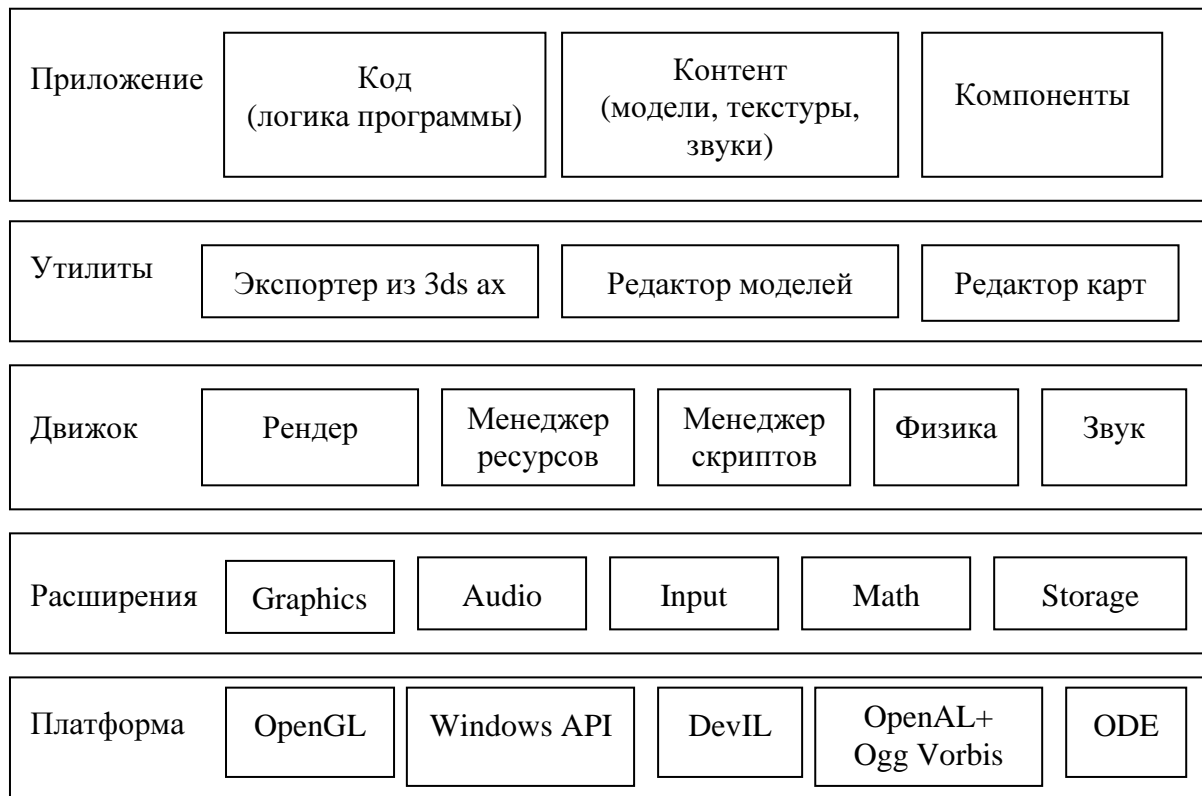 Приложение
Код
(логика программы)
Контент
(модели, текстуры,
звуки)
Компоненты
Утилиты
Экспортер из 3ds ax
Редактор моделей
Редактор карт
Движок
Рендер
Менеджер
ресурсов
Менеджер
скриптов
Физика
Звук
Расширения
Graphics
Audio
Input
Math
Storage
Платформа
OpenGL
Windows API
DevIL
OpenAL+
Ogg Vorbis
ODE